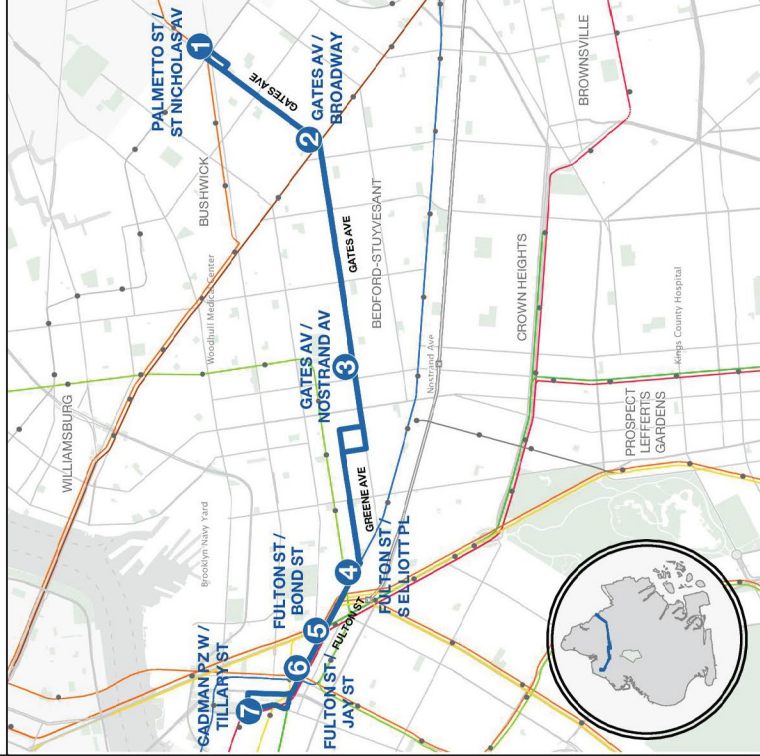 1
PALMETTO ST /
ST NICHOLAS AV
GATES AVE
2
GATES AV /
BROADWAY
BUSHWICK
GATES AVE
BEDFORD-STUYVESANT
BROWNSVILLE
Woodhull Medical Center
CROWN HEIGHTS
Kings County Hospital
3
GATES AV /
NOSTRAND AV
Nostrand Ave
WILLIAMSBURG
PROSPECT
LEFFERTS
GARDENS
GREENE AVE
Brooklyn Navy Yard
4
FULTON ST /
S ELLIOTT PL
FULTON ST
5
FULTON ST /
BOND ST
6
FULTON ST /
JAY ST
7
CADMAN PZ W /
TILLARY ST